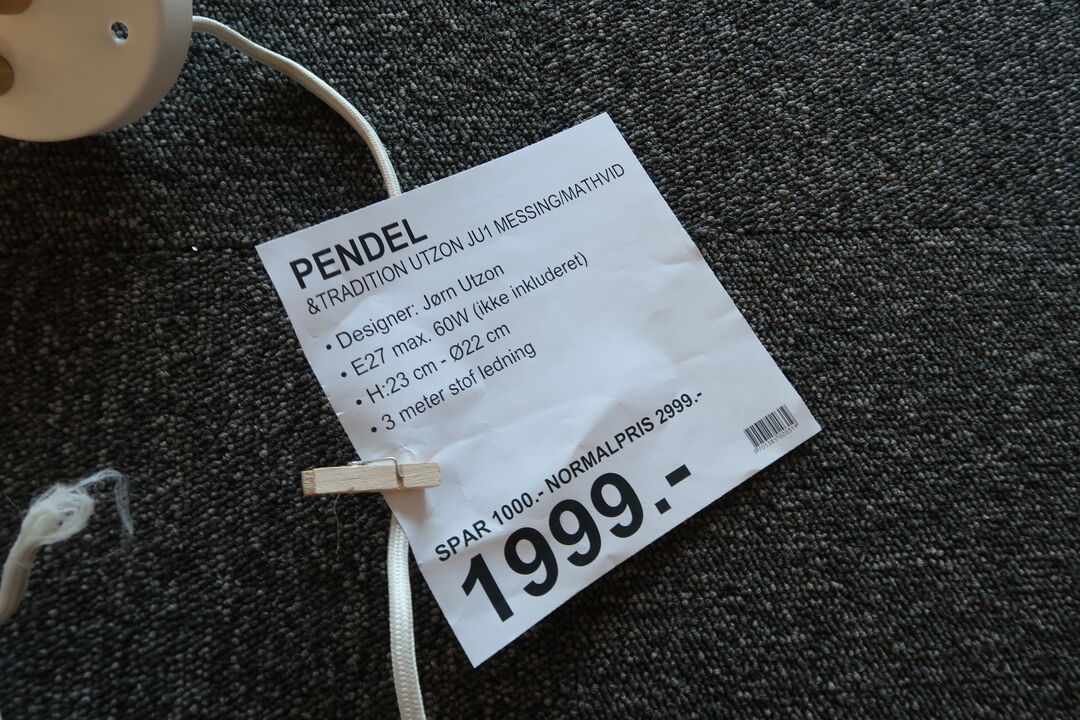 PENDEL
&TRADITION UTZON JU1 MESSING/MATHVID
• Designer: Jørn Utzon
• E27 max. 60W (ikke inkluderet)
• H:23 cm - Ø22 cm
• 3 meter stof ledning
SPAR 1000.- NORMALPRIS 2999.-
1999.-